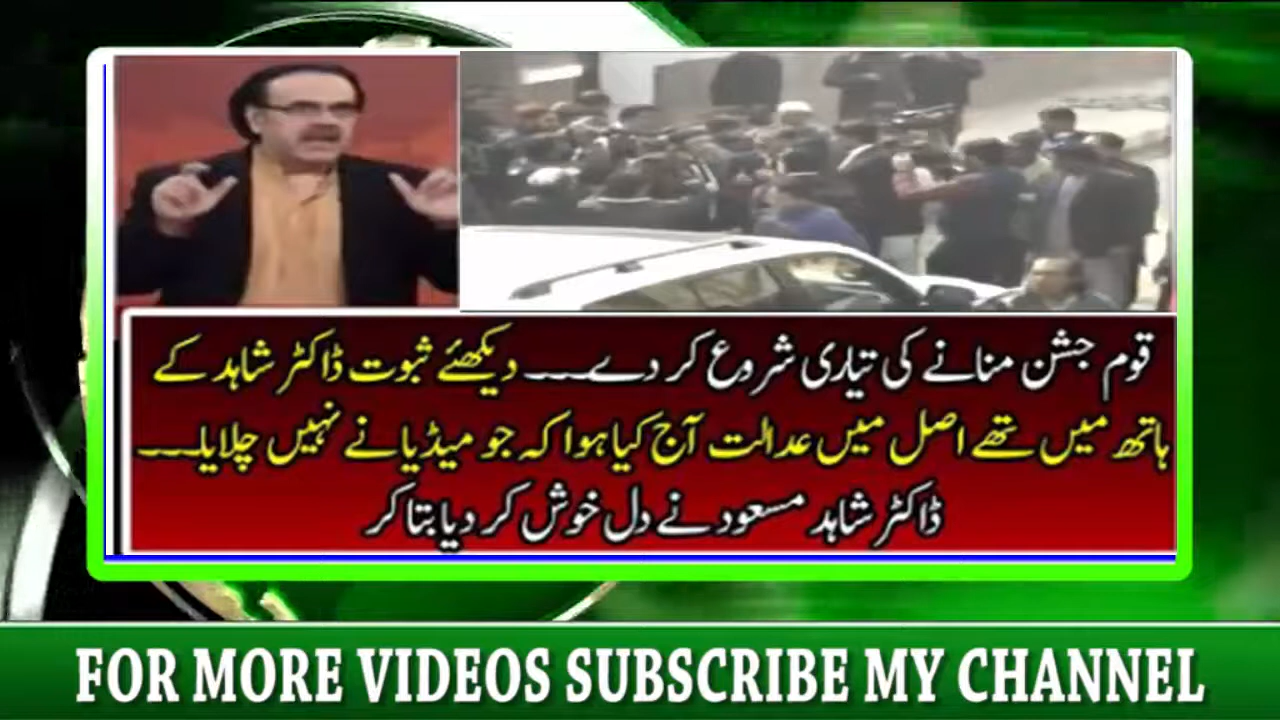 قوم جشن منانے کی تیاری شروع کر دے۔۔۔۔ دیکھئے ثبوت ڈاکٹر شاہد کے
ہاتھ میں تھے اصل میں عدالت آج کیا ہوا کہ جو میڈیا نے نہیں چلایا۔۔۔۔
ڈاکٹر شاہد مسعود نے دل خوش کر دیا بتا کر
FOR MORE VIDEOS SUBSCRIBE MY CHANNEL